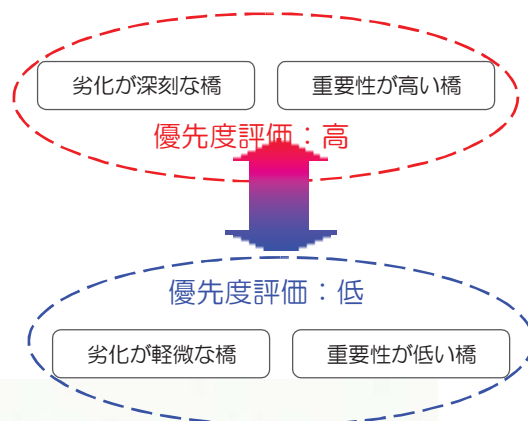 劣化が深刻な橋
重要性が高い橋
優先度評価：高
優先度評価：低
劣化が軽微な橋
重要性が低い橋